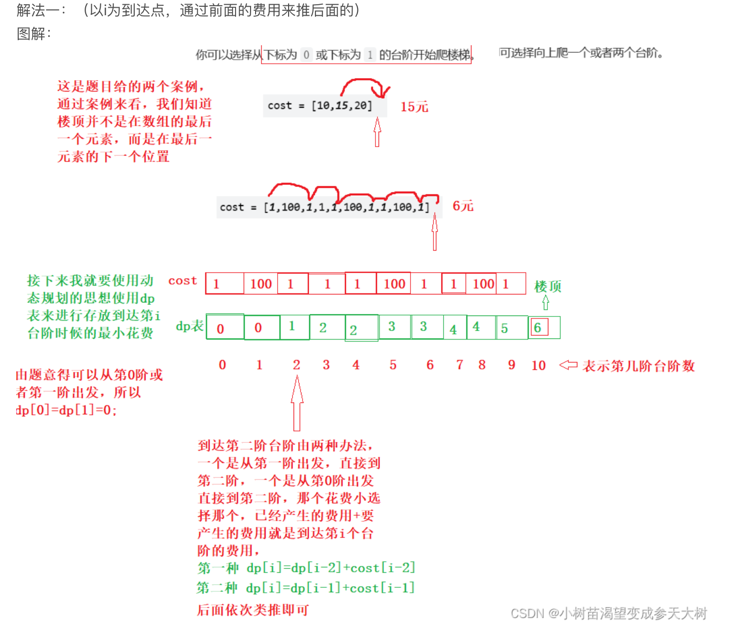 解法一：（以i为到达点，通过前面的费用来推后面的）
图解：
你可以选择从下标为 0 或下标为 1 的台阶开始爬楼梯。
可选择向上爬一个或者两个台阶。
这是题目给的两个案例，
通过案例来看，我们知道
楼顶并不是在数组的最后
一个元素，而是在最后一
元素的下一个位置
cost = [10,15,20]
15元
cost = [1,100,1,1,1,100,1,1,100,1]
6元
接下来我就要使用动
态规划的思想使用dp
表来进行存放到达第i
台阶时候的最小花费
cost 1 100 1 1 1 100 1 1 100 1
楼顶
dp表 0 0 1 2 2 3 3 4 4 5 6
0 1 2 3 4 5 6 7 8 9 10 表示第几阶台阶数
由题意得可以从第0阶或
者第一阶出发，所以
dp[0]=dp[1]=0;
到达第二阶台阶由两种办法，
一个是从第一阶出发，直接到
第二阶，一个是从第0阶出发
直接到第二阶，那个花费小选
择那个，已经产生的费用+要
产生的费用就是到达第i个台
阶的费用，
第一种 dp[i]=dp[i-2]+cost[i-2]
第二种 dp[i]=dp[i-1]+cost[i-1]
后面依次类推即可
CSDN @小树苗渴望变成参天大树